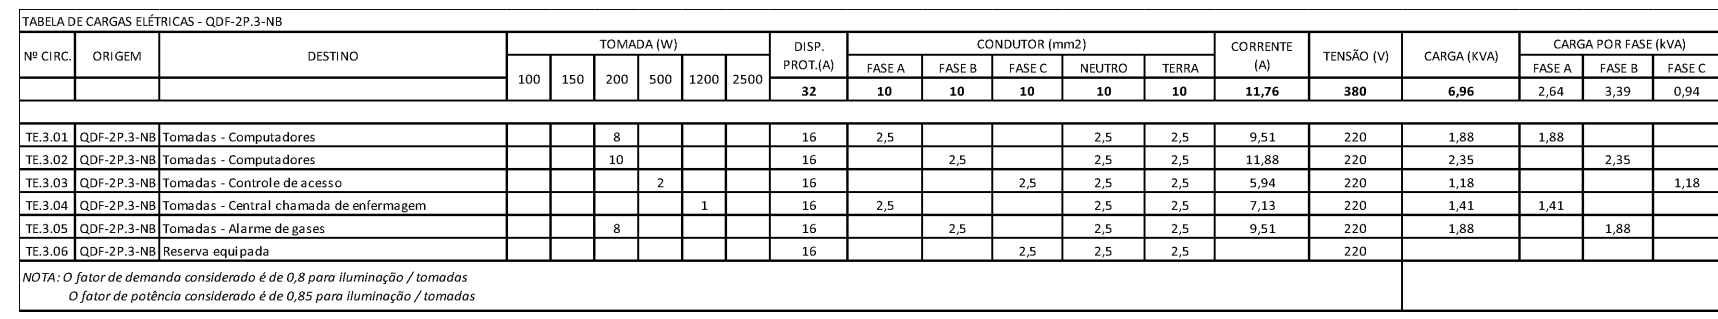 TABELA DE CARGAS ELÉTRICAS - QDF-2P.3-NB
Nº CIRC. ORIGEM DESTINO TOMADA (W) DISP. PROT.(A) CONDUTOR (mm2) CORRENTE (A) TENSÃO (V) CARGA (KVA) CARGA POR FASE (kVA)
100 150 200 500 1200 2500 FASE A FASE B FASE C NEUTRO TERRA FASE A FASE B FASE C
32 10 10 10 10 10 11,76 380 6,96 2,64 3,39 0,94
TE.3.01 QDF-2P.3-NB Tomadas - Computadores 8 16 2,5 2,5 2,5 9,51 220 1,88 1,88
TE.3.02 QDF-2P.3-NB Tomadas - Computadores 10 16 2,5 2,5 2,5 11,88 220 2,35 2,35
TE.3.03 QDF-2P.3-NB Tomadas - Controle de acesso 2 16 2,5 2,5 2,5 5,94 220 1,18 1,18
TE.3.04 QDF-2P.3-NB Tomadas - Central chamada de enfermagem 1 16 2,5 2,5 2,5 7,13 220 1,41 1,41
TE.3.05 QDF-2P.3-NB Tomadas - Alarme de gases 8 16 2,5 2,5 2,5 9,51 220 1,88 1,88
TE.3.06 QDF-2P.3-NB Reserva equipada 16 2,5 2,5 2,5 220
NOTA: O fator de demanda considerado é de 0,8 para iluminação / tomadas
O fator de potência considerado é de 0,85 para iluminação / tomadas